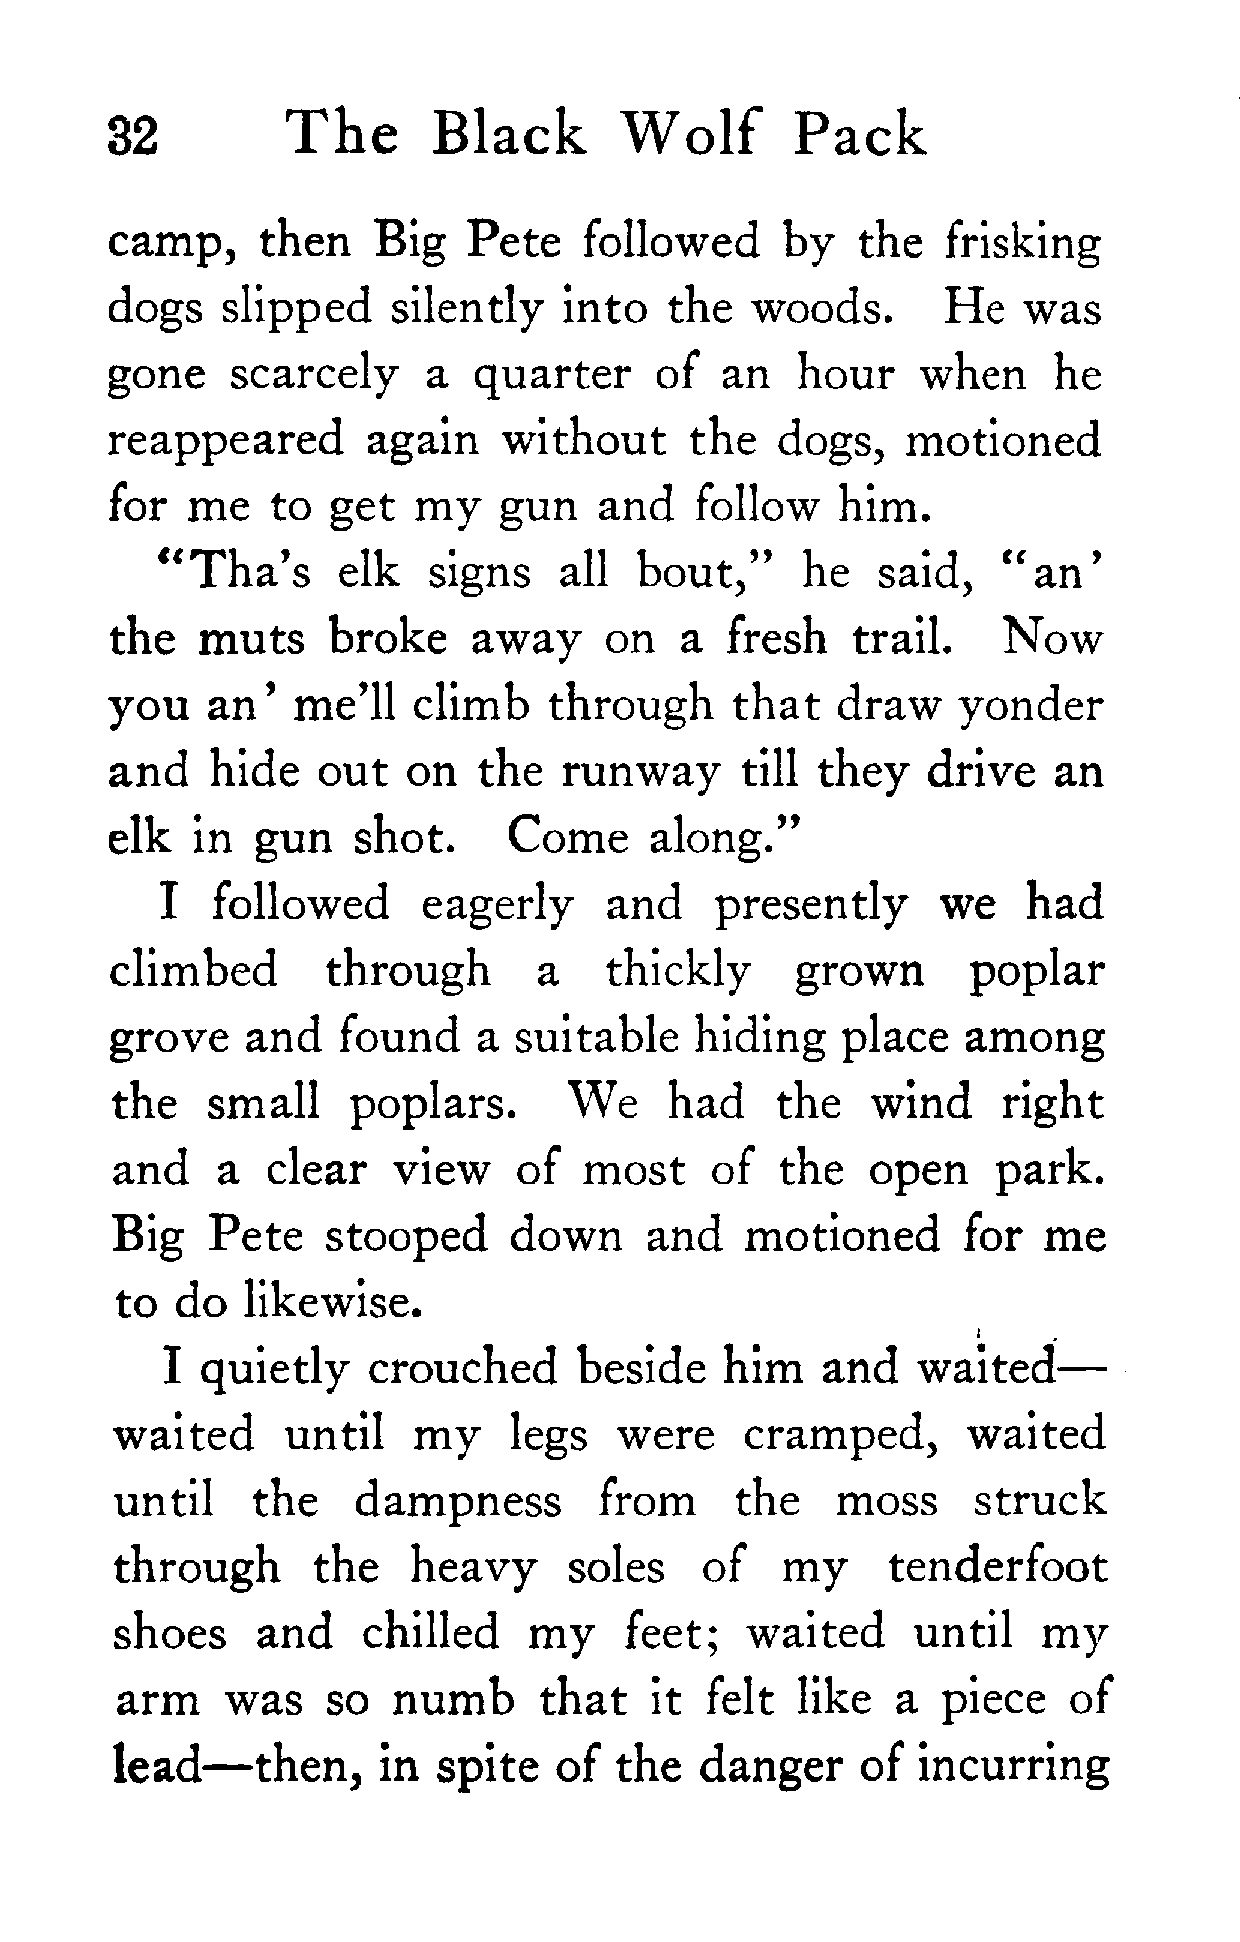 32 The Black Wolf Pack
camp, then Big Pete followed by the frisking
dogs slipped silently into the woods. He was
gone scarcely a quarter of an hour when he
reappeared again without the dogs, motioned
for me to get my gun and follow him.
“Tha’s elk signs all bout,” he said, “an’
the muts broke away on a fresh trail. Now
you an’ me’ll climb through that draw yonder
and hide out on the runway till they drive an
elk in gun shot. Come along.”
I followed eagerly and presently we had
climbed through a thickly grown poplar
grove and found a suitable hiding place among
the small poplars. We had the wind right
and a clear view of most of the open park.
Big Pete stooped down and motioned for me
to do likewise.
I quietly crouched beside him and waited—
waited until my legs were cramped, waited
until the dampness from the moss struck
through the heavy soles of my tenderfoot
shoes and chilled my feet; waited until my
arm was so numb that it felt like a piece of
lead—then, in spite of the danger of incurring